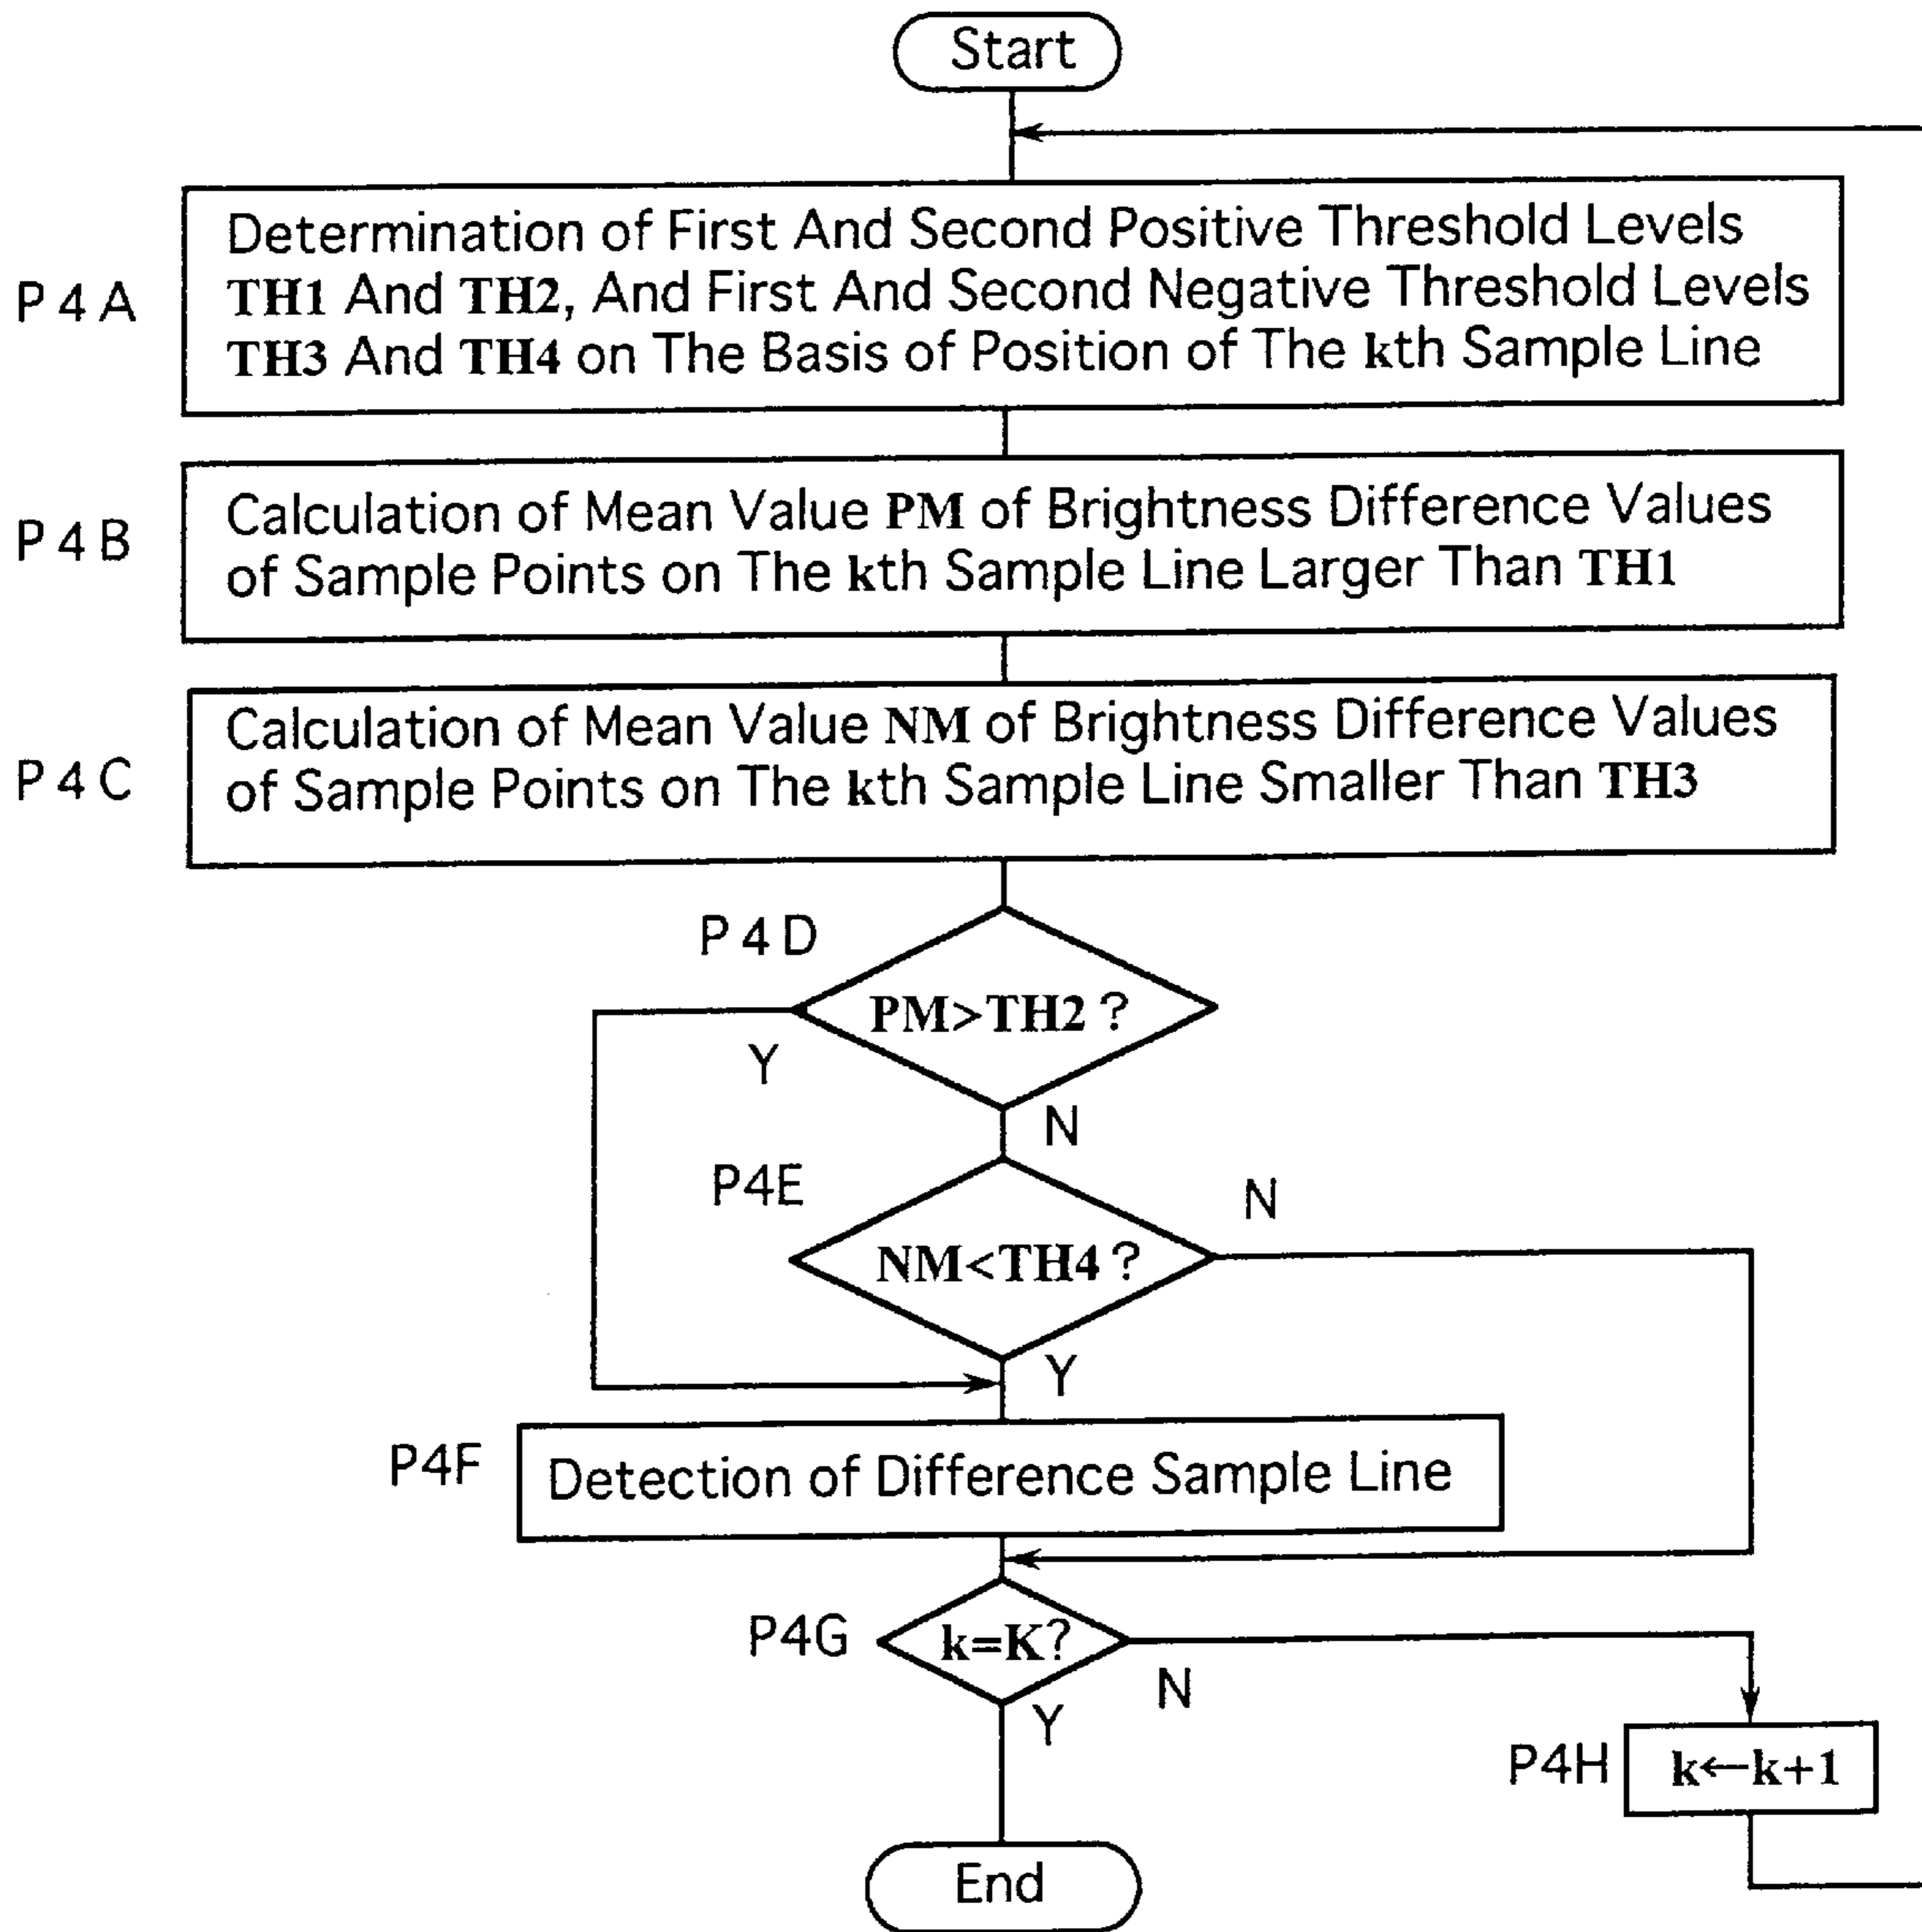 Start
Determination of First And Second Positive Threshold Levels
P4A
TH1 And TH2, And First And Second Negative Threshold Levels
TH3 And TH4 on The Basis of Position of The kth Sample Line
P4B
Calculation of Mean Value PM of Brightness Difference Values
of Sample Points on The kth Sample Line Larger Than TH1
P4C
Calculation of Mean Value NM of Brightness Difference Values
of Sample Points on The kth Sample Line Smaller Than TH3
P4D
PM>TH2?
Y
N
P4E
N
NM<TH4?
Y
P4F
Detection of Difference Sample Line
P4G
k=K?
N
Y
P4H
k←k+1
End